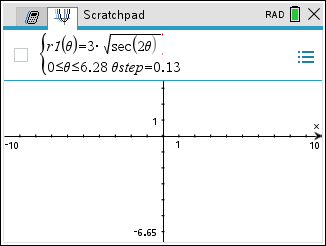 Scratchpad RAD
r1(θ)=3·√sec(2θ)
0≤θ≤6.28 θstep=0.13
1
x
-10 1 10
-6.65